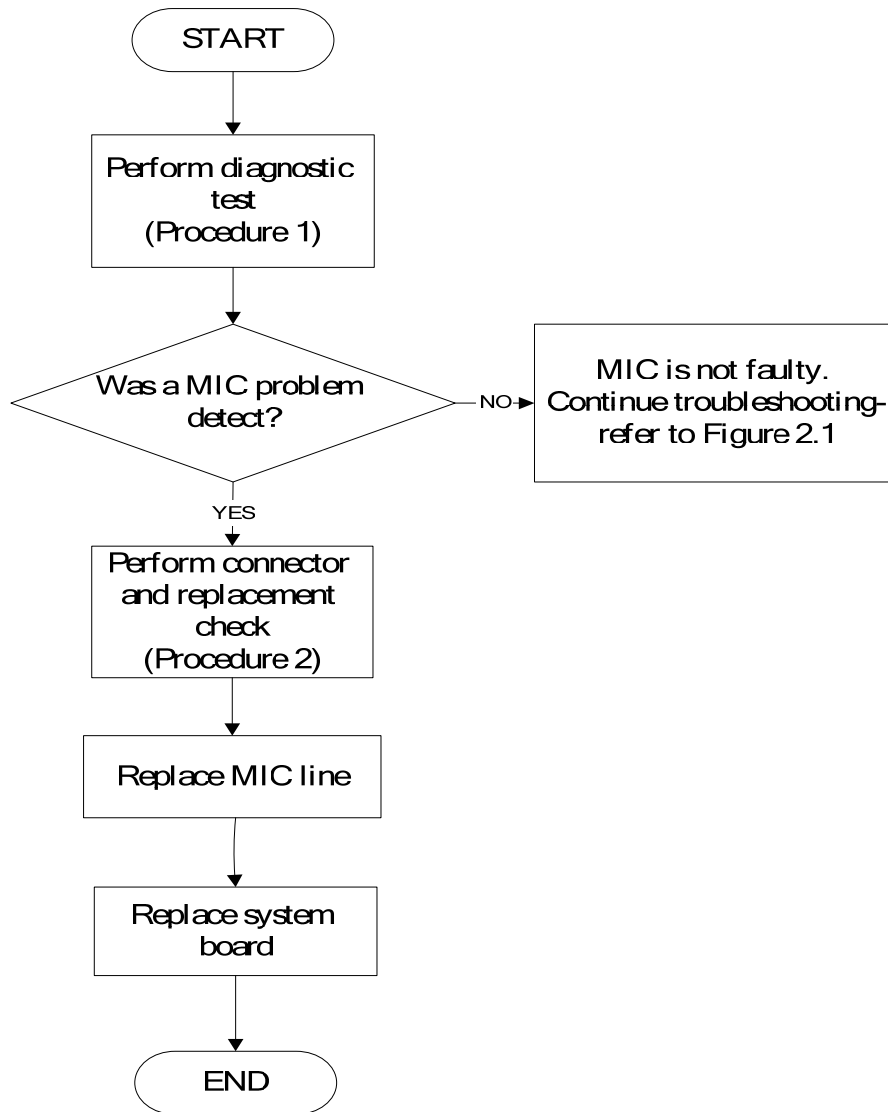 START
Perform diagnostic
test
(Procedure 1)
Was a MIC problem
detect?
NO
MIC is not faulty.
Continue troubleshooting-
refer to Figure 2.1
YES
Perform connector
and replacement
check
(Procedure 2)
Replace MIC line
Replace system
board
END